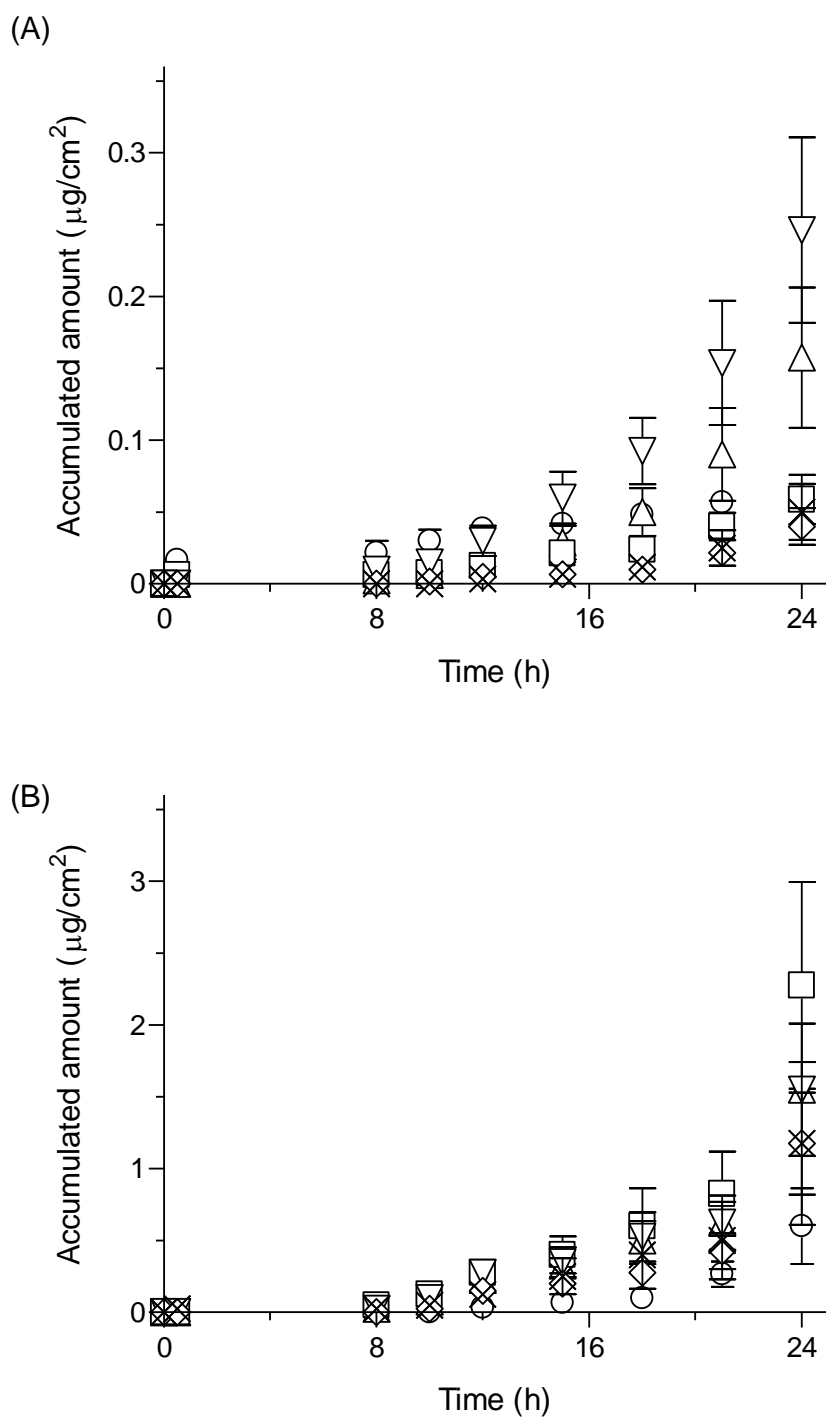 (A)
Accumulated amount (μg/cm²)
0.3
0.2
0.1
0
0 8 16 24
Time (h)
(B)
Accumulated amount (μg/cm²)
3
2
1
0
0 8 16 24
Time (h)